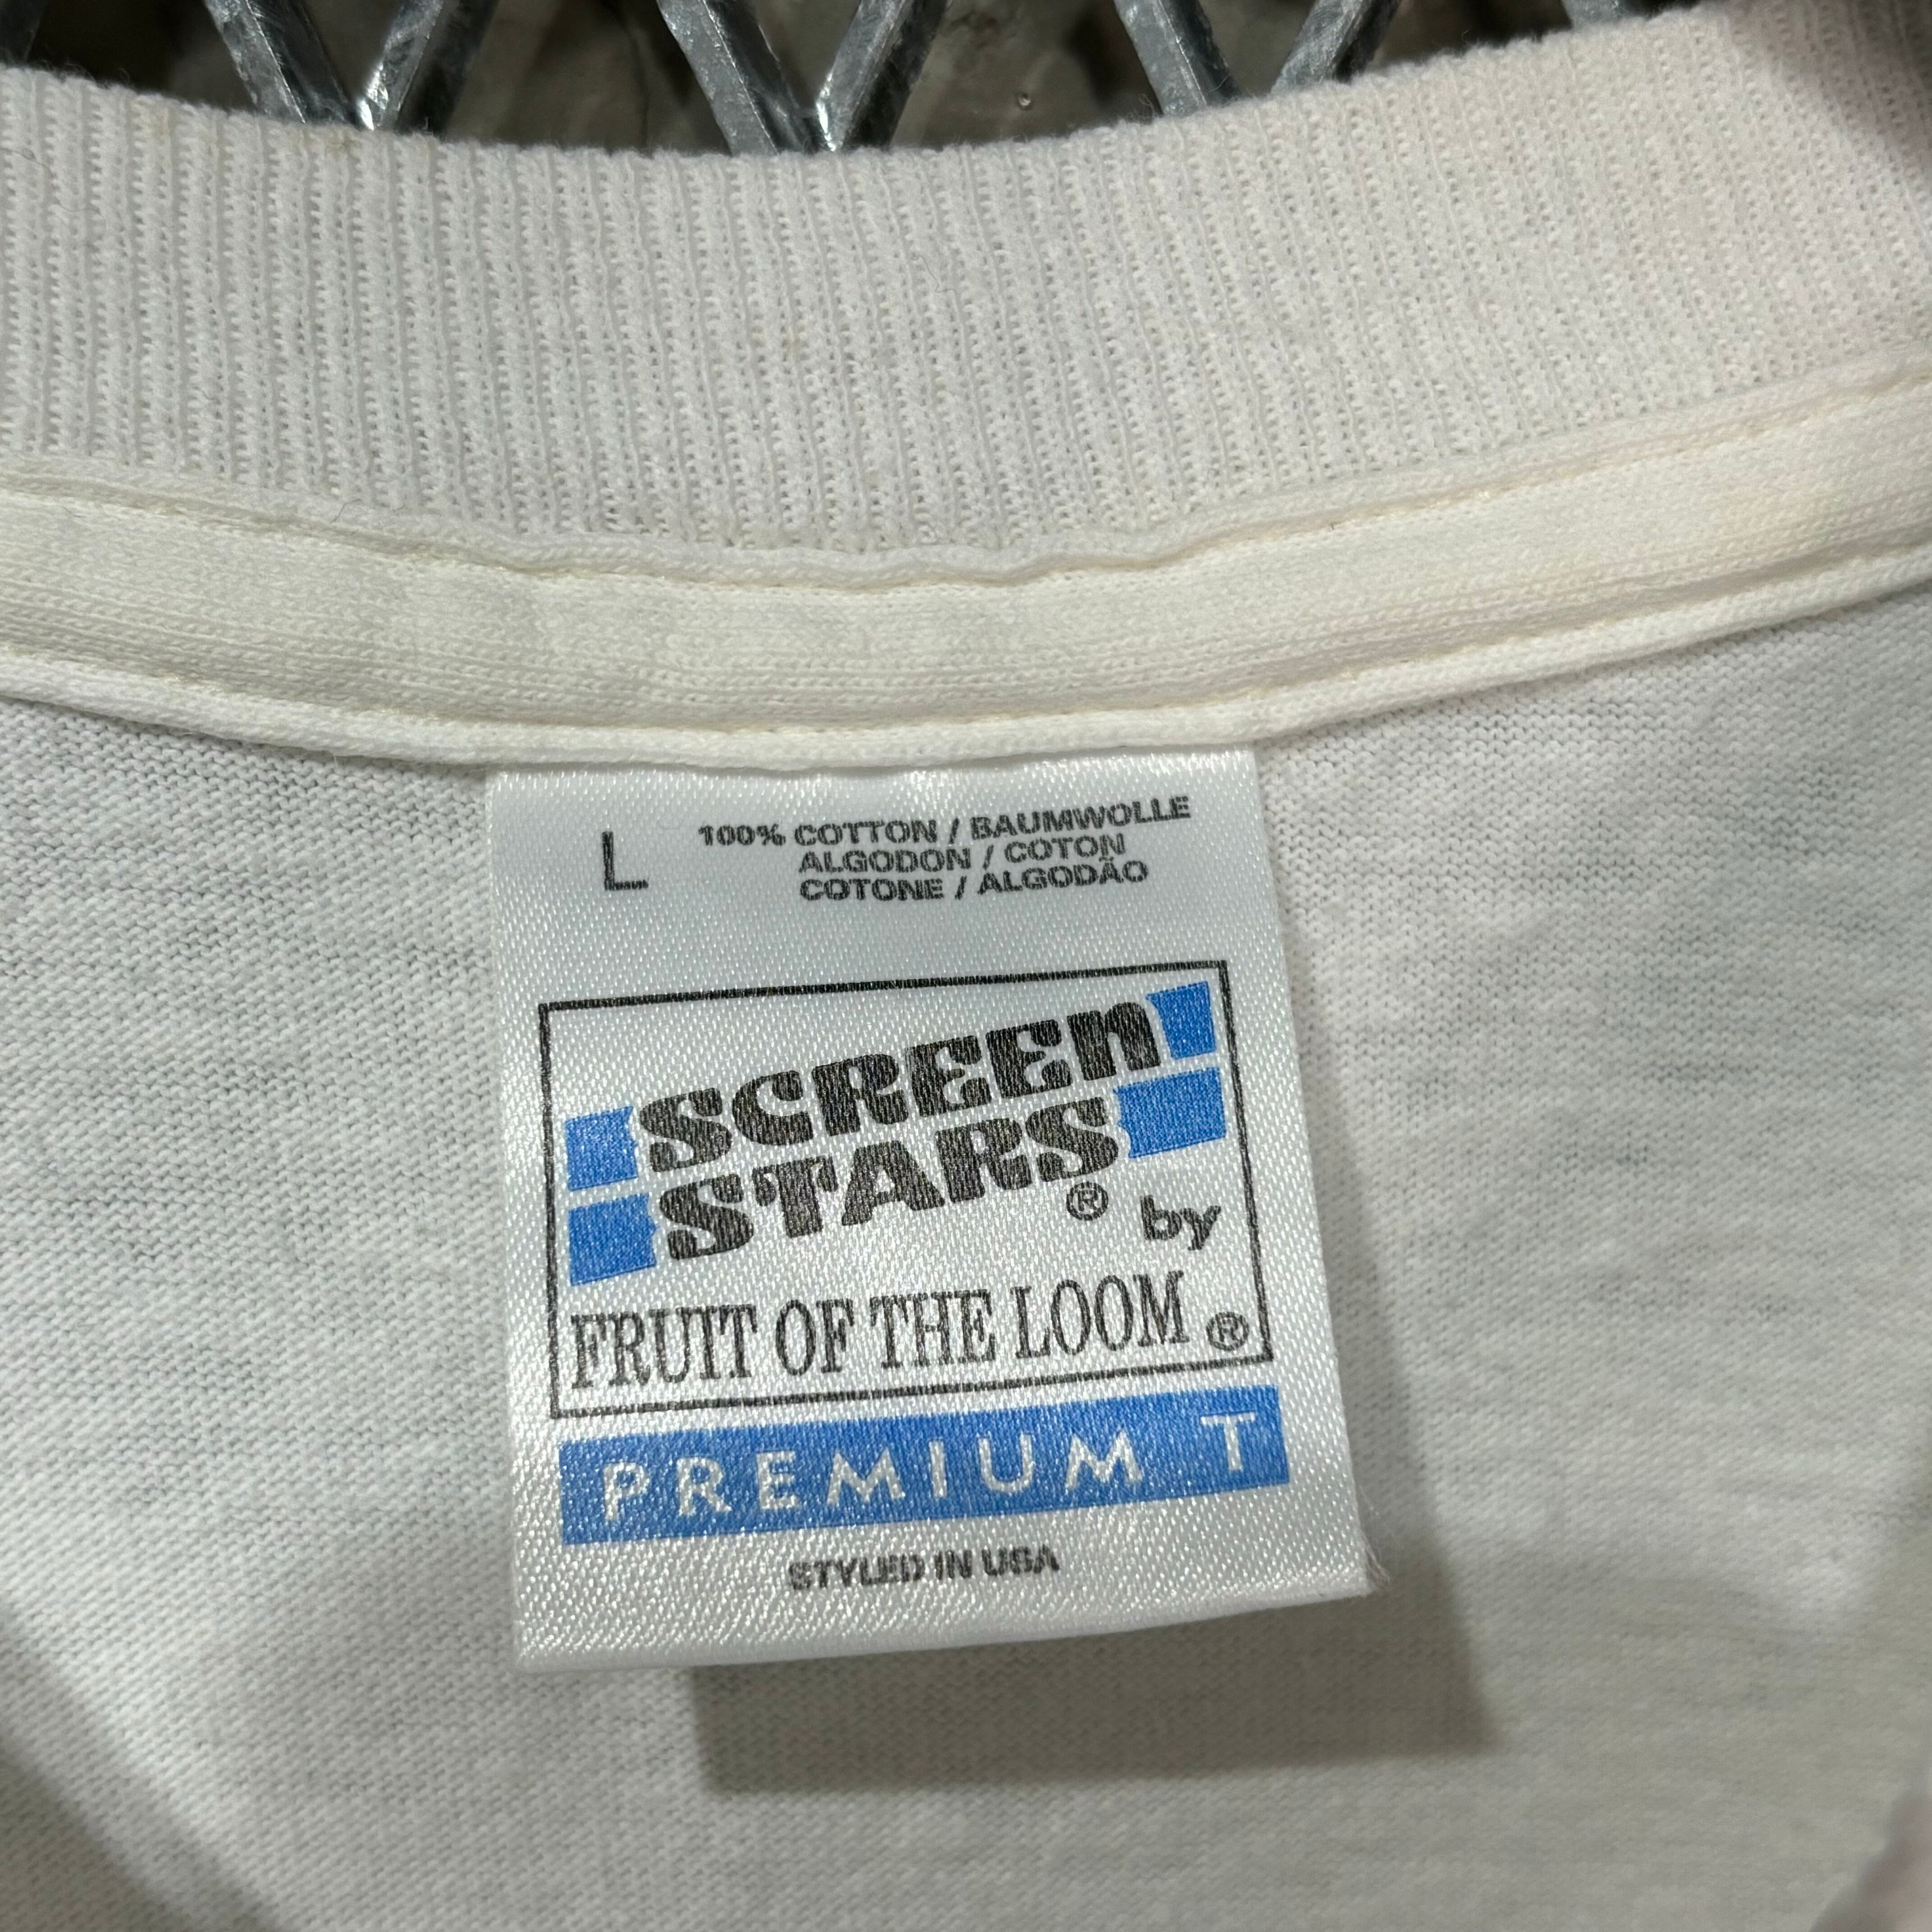 L
100% COTTON / BAUMWOLLE
ALGODON / COTON
COTONE / ALGODÃO
SCREEN
STARS® by
FRUIT OF THE LOOM®
PREMIUM T
STYLED IN USA